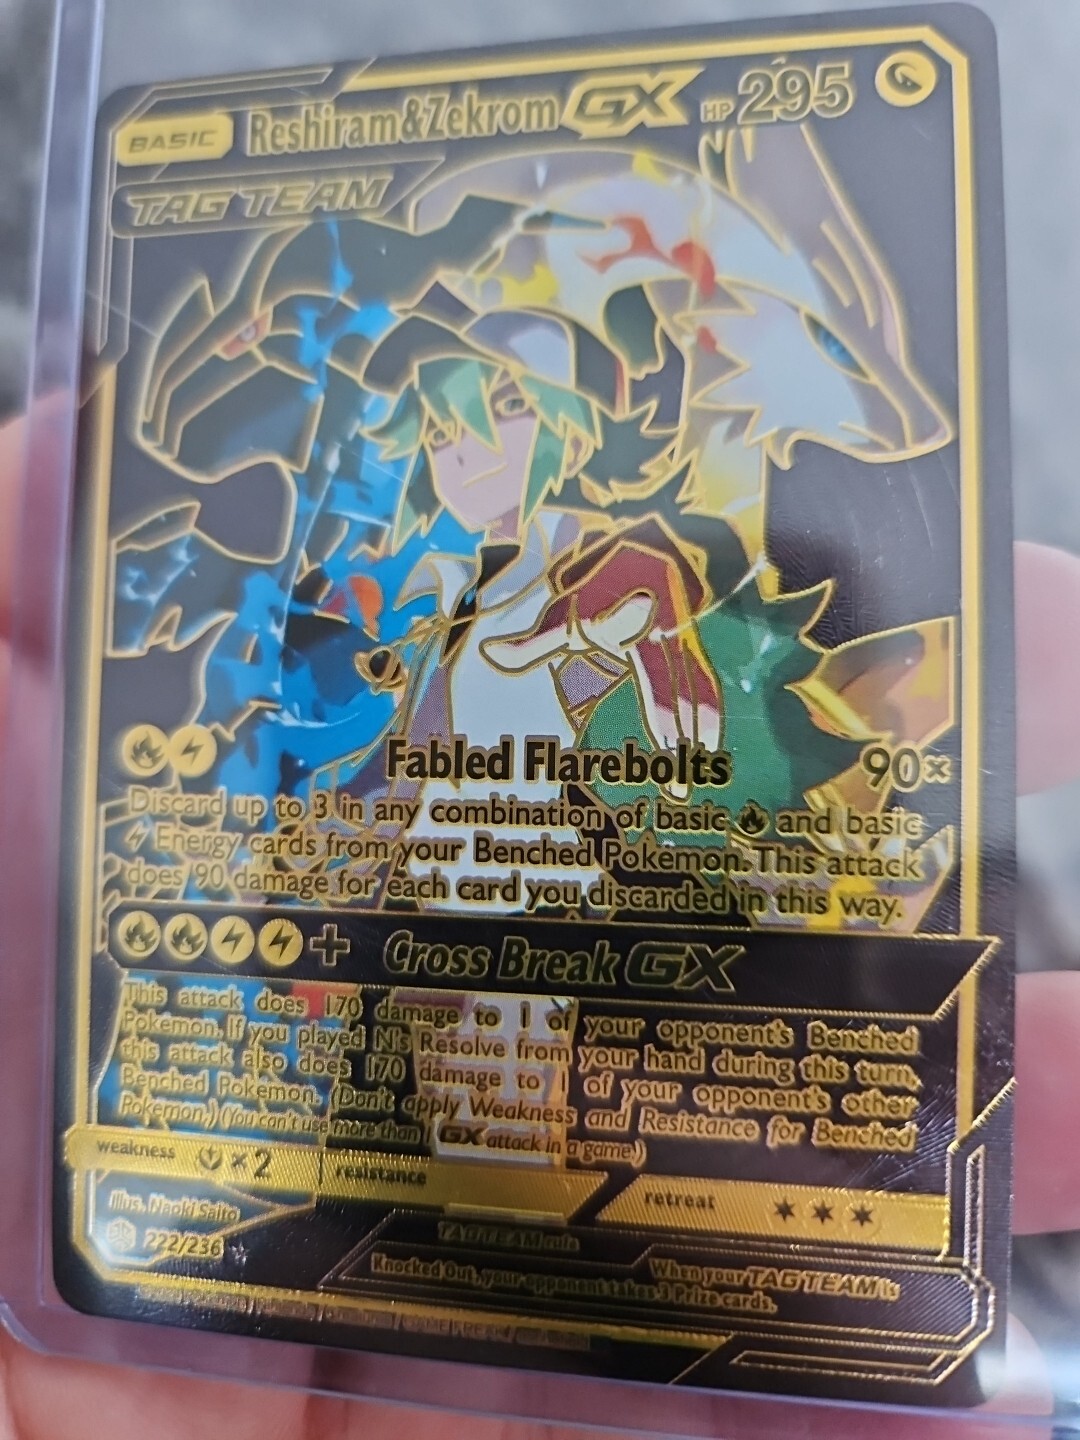 BASIC Reshiram&Zekrom GX HP 295
TAG TEAM
Fabled Flarebolts 90×
Discard up to 3 in any combination of basic and basic
Energy cards from your Benched Pokemon. This attack
does 90 damage for each card you discarded in this way.
+ Cross Break GX
This attack does 170 damage to 1 of your opponent's Benched
Pokemon. If you played N's Resolve from your hand during this turn,
this attack also does 170 damage to 1 of your opponent's other
Benched Pokemon. (Don't apply Weakness and Resistance for Benched
Pokemon.) (You can't use more than 1 GX attack in a game.)
weakness ×2 resistance retreat
Illus. Naoki Saito
222/236
TAG TEAM rule
When your TAG TEAM is
Knocked Out, your opponent takes 3 Prize cards.